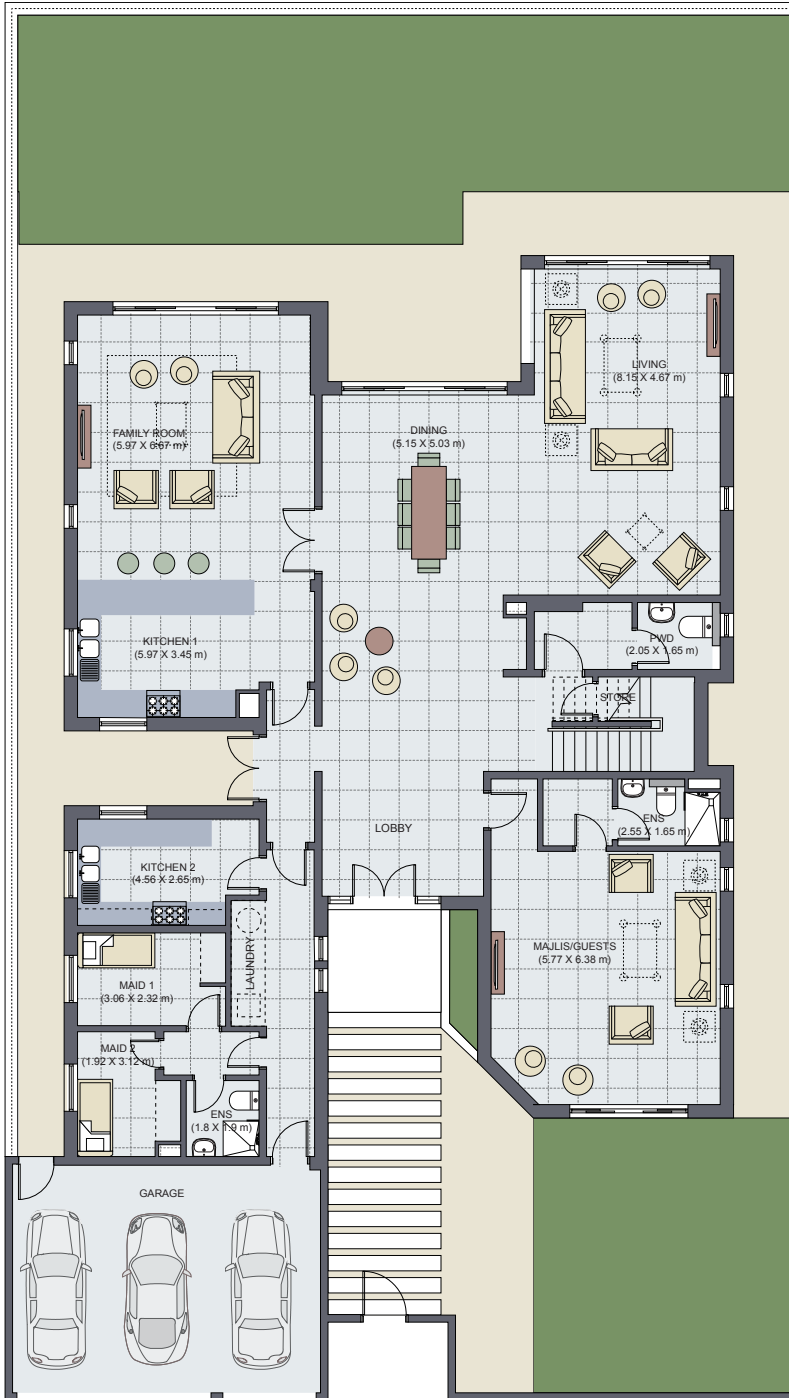 LIVING
(8.15 X 4.67 m)
DINING
(5.15 X 5.03 m)
FAMILY ROOM
(5.97 X 6.67 m)
KITCHEN 1
(5.97 X 3.45 m)
PWD
(2.05 X 1.65 m)
STORE
LOBBY
ENS
(2.55 X 1.65 m)
KITCHEN 2
(4.56 X 2.65 m)
MAJLIS/GUESTS
(5.77 X 6.38 m)
LAUNDRY
MAID 1
(3.06 X 2.32 m)
MAID 2
(1.92 X 3.12 m)
ENS
(1.8 X 1.9 m)
GARAGE